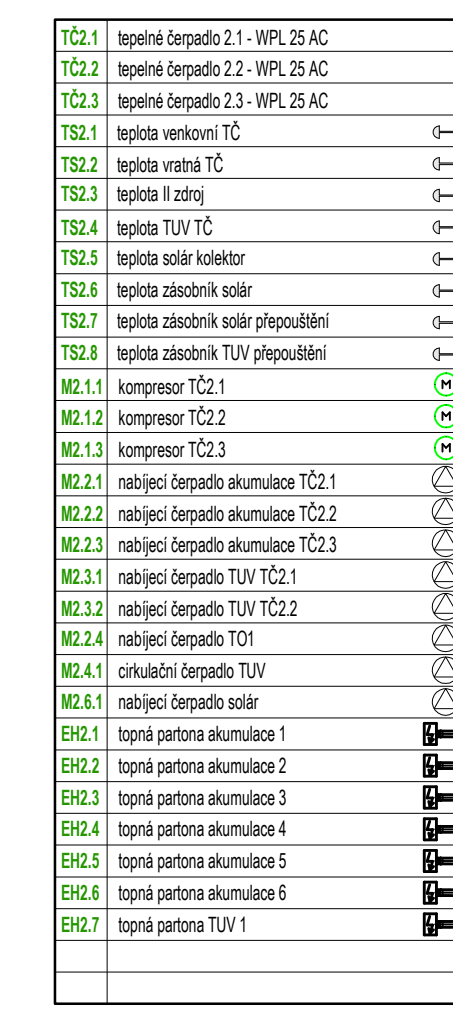 TČ2.1 tepelné čerpadlo 2.1 - WPL 25 AC
TČ2.2 tepelné čerpadlo 2.2 - WPL 25 AC
TČ2.3 tepelné čerpadlo 2.3 - WPL 25 AC
TS2.1 teplota venkovní TČ
TS2.2 teplota vratná TČ
TS2.3 teplota II zdroj
TS2.4 teplota TUV TČ
TS2.5 teplota solár kolektor
TS2.6 teplota zásobník solár
TS2.7 teplota zásobník solár přepouštění
TS2.8 teplota zásobník TUV přepouštění
M2.1.1 kompresor TČ2.1 M
M2.1.2 kompresor TČ2.2 M
M2.1.3 kompresor TČ2.3 M
M2.2.1 nabíjecí čerpadlo akumulace TČ2.1
M2.2.2 nabíjecí čerpadlo akumulace TČ2.2
M2.2.3 nabíjecí čerpadlo akumulace TČ2.3
M2.3.1 nabíjecí čerpadlo TUV TČ2.1
M2.3.2 nabíjecí čerpadlo TUV TČ2.2
M2.2.4 nabíjecí čerpadlo TO1
M2.4.1 cirkulační čerpadlo TUV
M2.6.1 nabíjecí čerpadlo solár
EH2.1 topná partona akumulace 1
EH2.2 topná partona akumulace 2
EH2.3 topná partona akumulace 3
EH2.4 topná partona akumulace 4
EH2.5 topná partona akumulace 5
EH2.6 topná partona akumulace 6
EH2.7 topná partona TUV 1